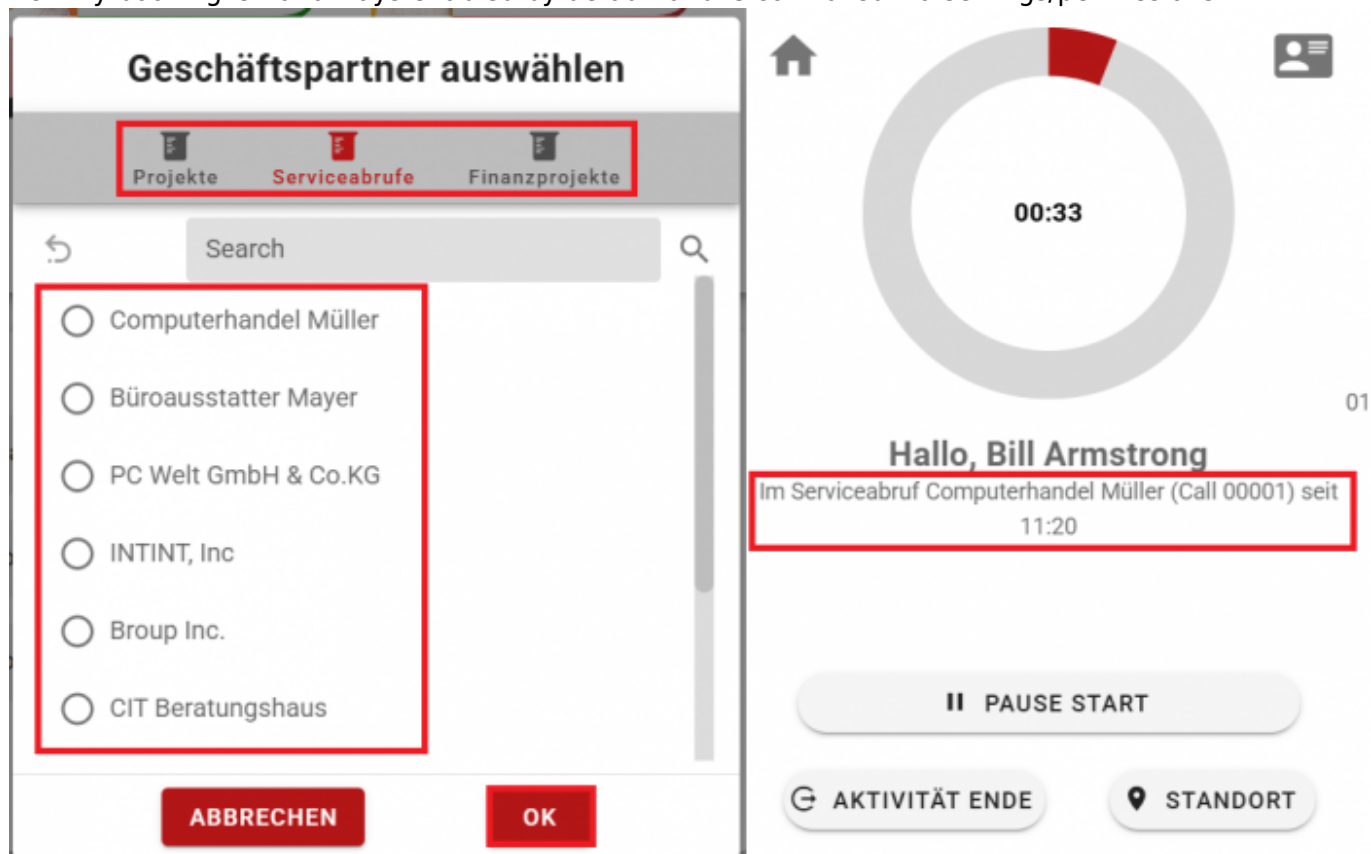 Geschäftspartner auswählen
Projekte
Serviceabrufe
Finanzprojekte
Search
Computerhandel Müller
Büroausstatter Mayer
PC Welt GmbH & Co.KG
INTINT, Inc
Broup Inc.
CIT Beratungshaus
ABBRECHEN
OK
00:33
01
Hallo, Bill Armstrong
Im Serviceabruf Computerhandel Müller (Call 00001) seit
11:20
PAUSE START
AKTIVITÄT ENDE
STANDORT